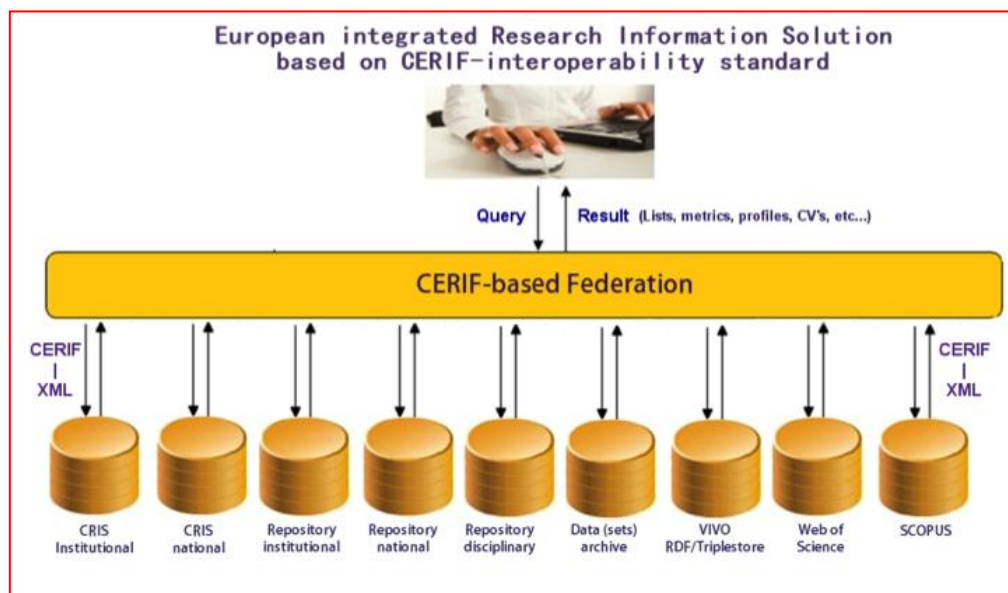 European integrated Research Information Solution
based on CERIF-interoperability standard
Query
Result (Lists, metrics, profiles, CV's, etc...)
CERIF-based Federation
CERIF
|
XML
CERIF
|
XML
CRIS
Institutional
CRIS
national
Repository
institutional
Repository
national
Repository
disciplinary
Data (sets)
archive
VIVO
RDF/Triplestore
Web of
Science
SCOPUS